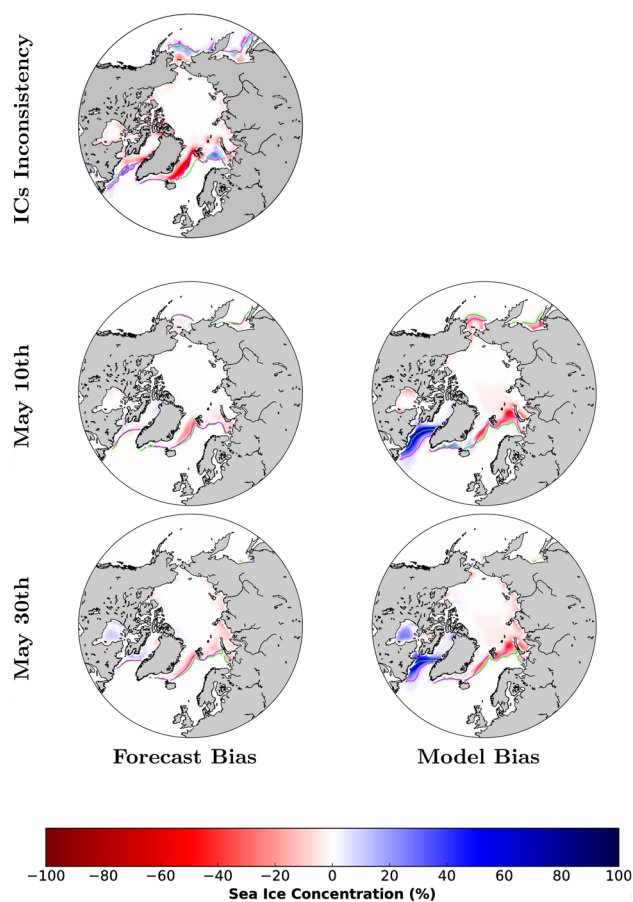 ICs Inconsistency
May 10th
May 30th
Forecast Bias
Model Bias
−100 −80 −60 −40 −20 0 20 40 60 80 100
Sea Ice Concentration (%)